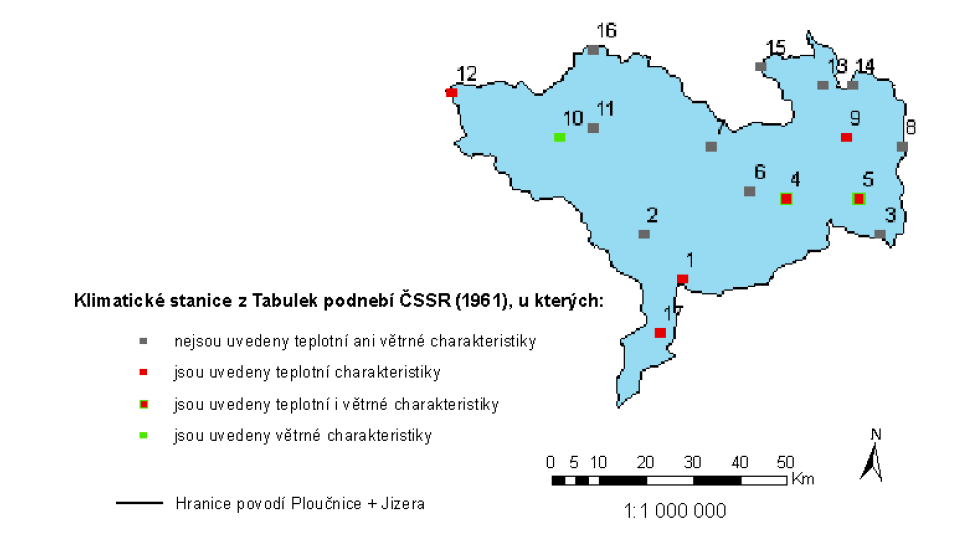 16
15
12
13 14
10 11
7
9
8
6
4
5
2
3
1
Klimatické stanice z Tabulek podnebí ČSSR (1961), u kterých:
17
nejsou uvedeny teplotní ani větrné charakteristiky
jsou uvedeny teplotní charakteristiky
jsou uvedeny teplotní i větrné charakteristiky
jsou uvedeny větrné charakteristiky
N
0 5 10 20 30 40 50
Km
Hranice povodí Ploučnice + Jizera
1:1 000 000